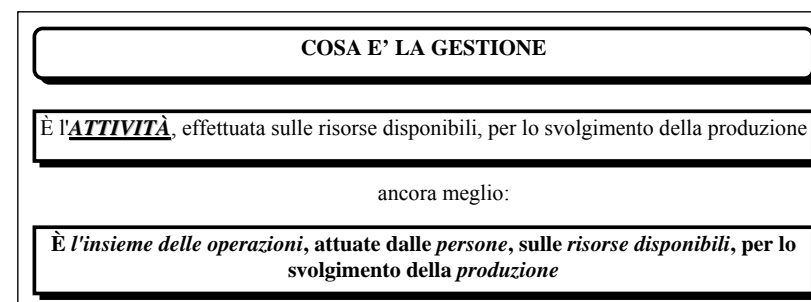 COSA E’ LA GESTIONE
È l'ATTIVITÀ, effettuata sulle risorse disponibili, per lo svolgimento della produzione
ancora meglio:
È l'insieme delle operazioni, attuate dalle persone, sulle risorse disponibili, per lo
svolgimento della produzione